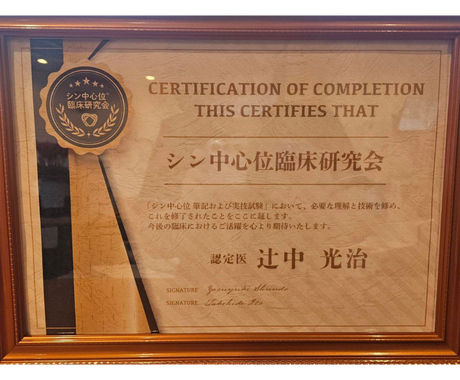 シン中心位™
臨床研究会
CERTIFICATION OF COMPLETION
THIS CERTIFIES THAT
シン中心位臨床研究会
「シン中心位 筆記および実技試験」において、必要な理解と技術を修め、
これを修了されたことをここに証します。
今後の臨床におけるご活躍を心より期待いたします。
認定医 辻中 光治
SIGNATURE
SIGNATURE